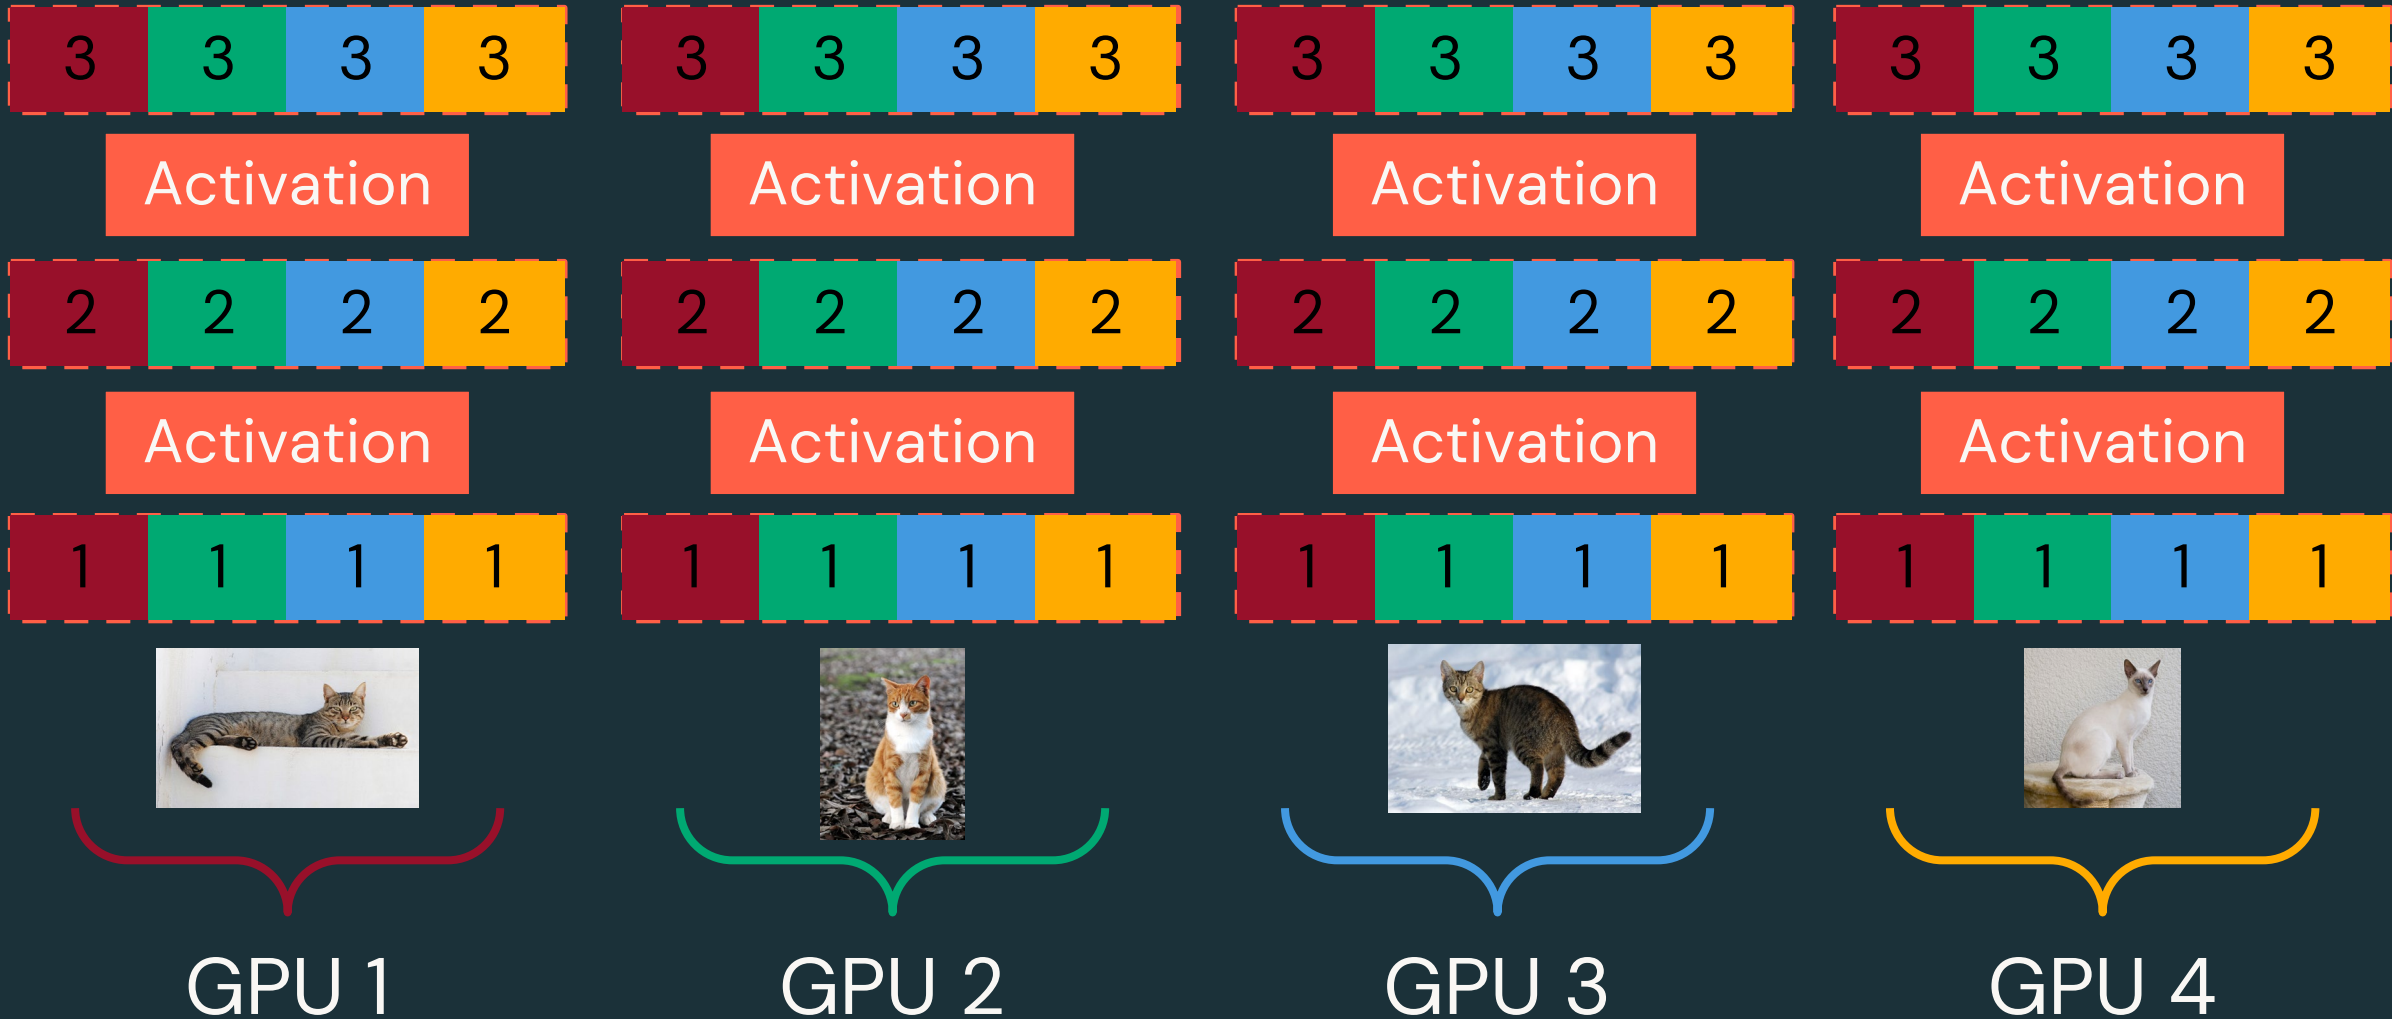 3 3 3 3 3 3 3 3 3 3 3 3 3 3 3 3
Activation Activation Activation Activation
2 2 2 2 2 2 2 2 2 2 2 2 2 2 2 2
Activation Activation Activation Activation
1 1 1 1 1 1 1 1 1 1 1 1 1 1 1 1
GPU 1 GPU 2 GPU 3 GPU 4